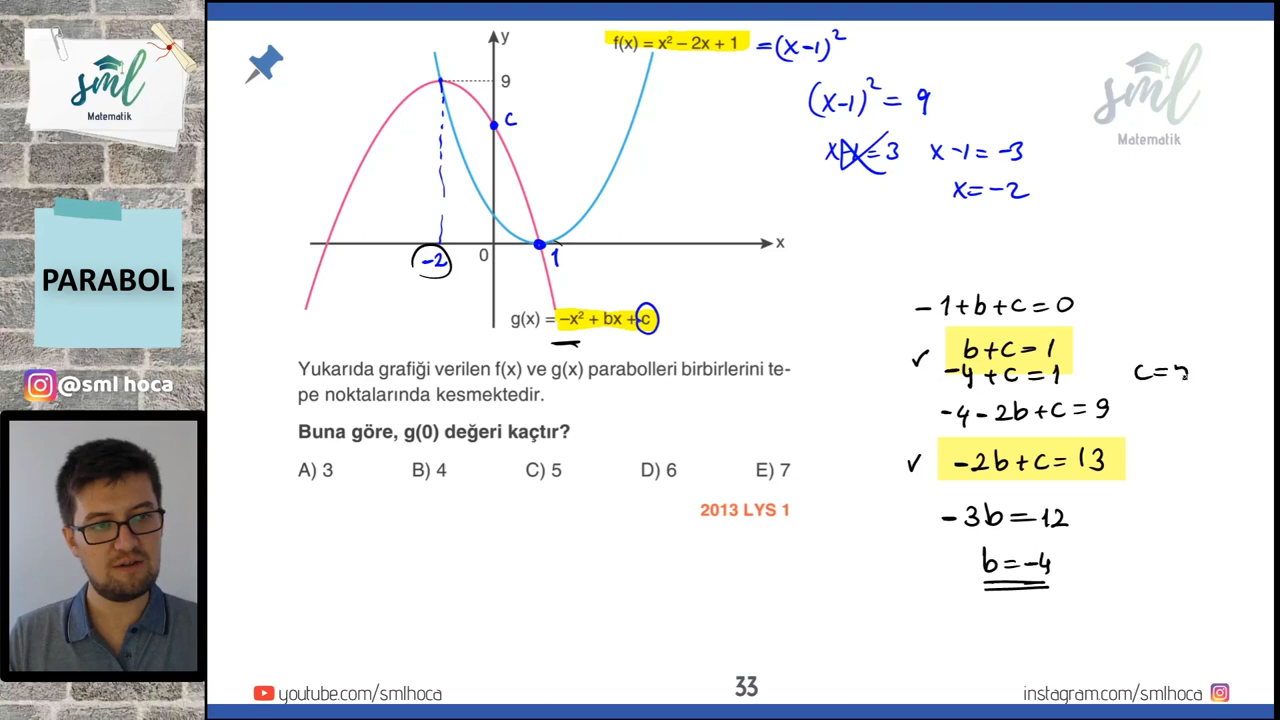 sml
Matematik
PARABOL
@sml hoca
y
9
c
x
0
-2
1
f(x) = x² − 2x + 1 = (x-1)²
(x-1)² = 9
x-1=3 x-1=-3
x=-2
sml
Matematik
g(x) = −x² + bx + c
Yukarıda grafiği verilen f(x) ve g(x) parabolleri birbirlerini te-
pe noktalarında kesmektedir.
Buna göre, g(0) değeri kaçtır?
A) 3 B) 4 C) 5 D) 6 E) 7
2013 LYS 1
-1+b+c=0
b+c=1
-4+c=1 c=
-4-2b+c=9
-2b+c=13
-3b=12
b=-4
youtube.com/smlhoca
33
instagram.com/smlhoca